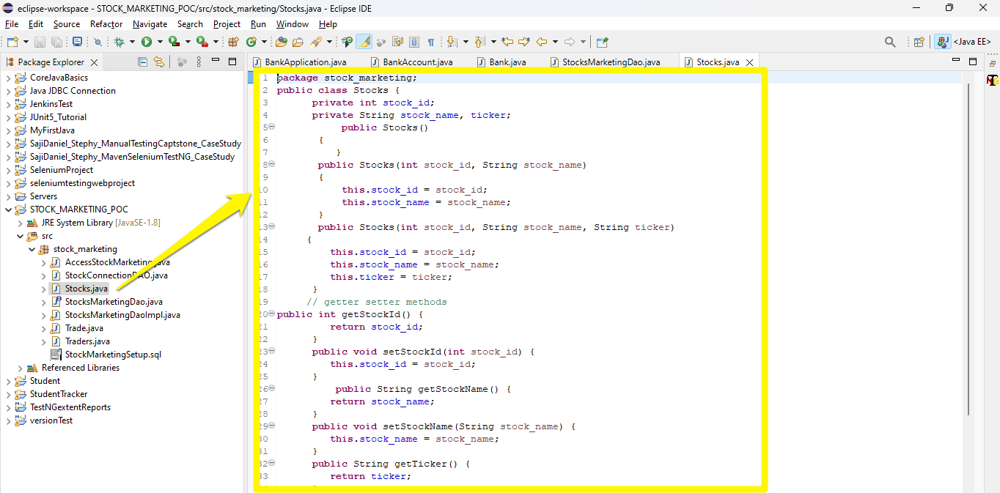 eclipse-workspace - STOCK_MARKETING_POC/src/stock_marketing/Stocks.java - Eclipse IDE
File Edit Source Refactor Navigate Search Project Run Window Help
<Java EE>
Package Explorer
CoreJavaBasics
Java JDBC Connection
JenkinsTest
JUnit5_Tutorial
MyFirstJava
SajiDaniel_Stephy_ManualTestingCaptstone_CaseStudy
SajiDaniel_Stephy_MavenSeleniumTestNG_CaseStudy
SeleniumProject
seleniumtestingwebproject
Servers
STOCK_MARKETING_POC
JRE System Library [JavaSE-1.8]
src
stock_marketing
AccessStockMarketing.java
StockConnectionDAO.java
Stocks.java
StocksMarketingDao.java
StocksMarketingDaoImpl.java
Trade.java
Traders.java
StockMarketingSetup.sql
Referenced Libraries
Student
StudentTracker
TestNGextentReports
versionTest
BankApplication.java BankAccount.java Bank.java StocksMarketingDao.java Stocks.java
1 package stock_marketing;
2 public class Stocks {
3 private int stock_id;
4 private String stock_name, ticker;
5 public Stocks()
6 {
7 }
8 public Stocks(int stock_id, String stock_name)
9 {
10 this.stock_id = stock_id;
11 this.stock_name = stock_name;
12 }
13 public Stocks(int stock_id, String stock_name, String ticker)
14 {
15 this.stock_id = stock_id;
16 this.stock_name = stock_name;
17 this.ticker = ticker;
18 }
19 // getter setter methods
20 public int getStockId() {
21 return stock_id;
22 }
23 public void setStockId(int stock_id) {
24 this.stock_id = stock_id;
25 }
26 public String getStockName() {
27 return stock_name;
28 }
29 public void setStockName(String stock_name) {
30 this.stock_name = stock_name;
31 }
32 public String getTicker() {
33 return ticker;